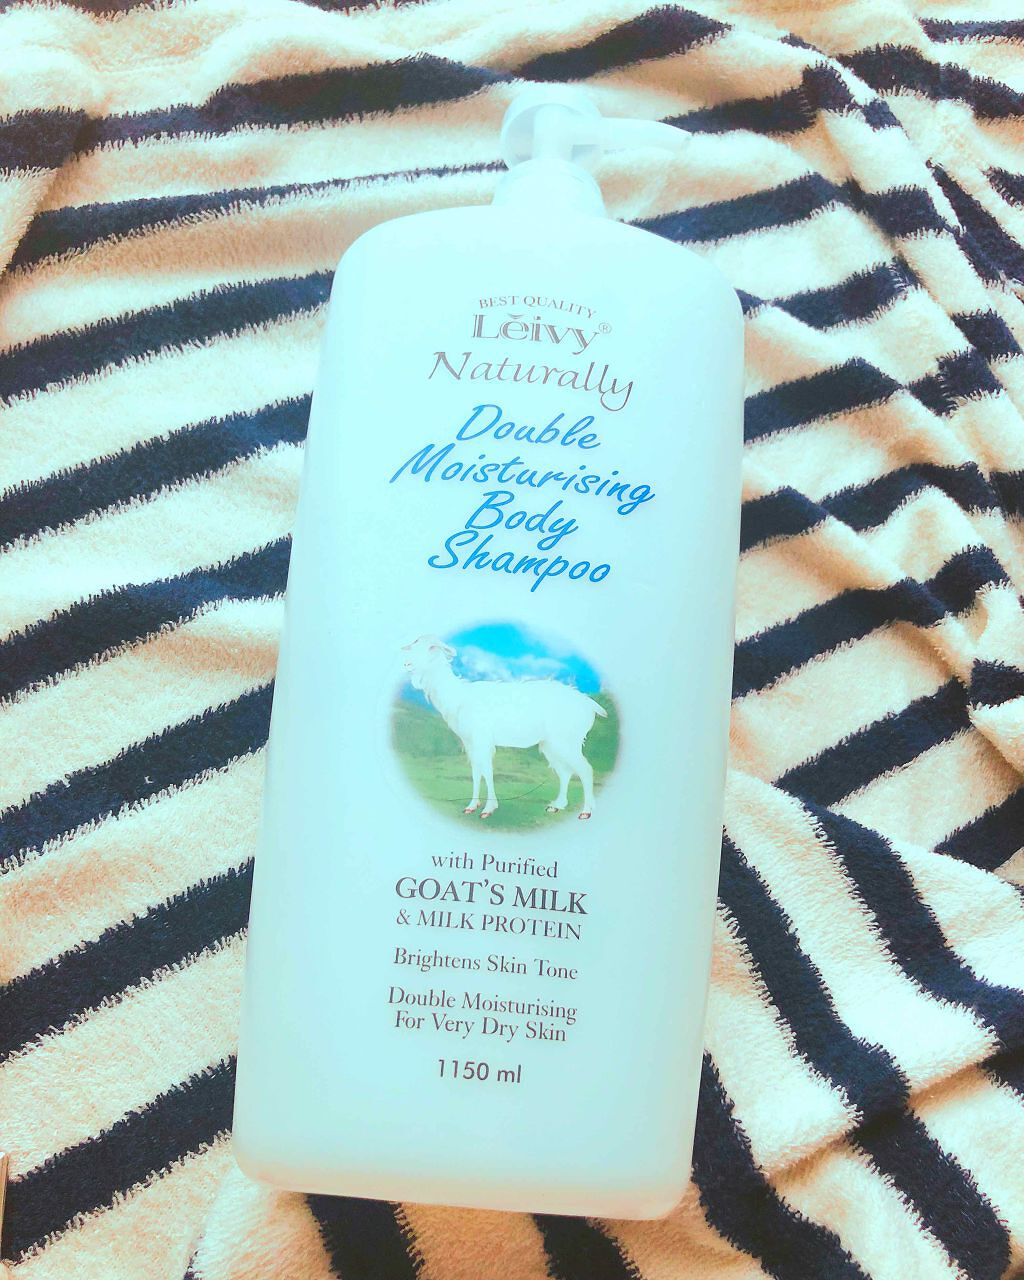 BEST QUALITY
Lěivy®
Naturally
Double
Moisturising
Body
Shampoo
with Purified
GOAT'S MILK
& MILK PROTEIN
Brightens Skin Tone
Double Moisturising
For Very Dry Skin
1150 ml